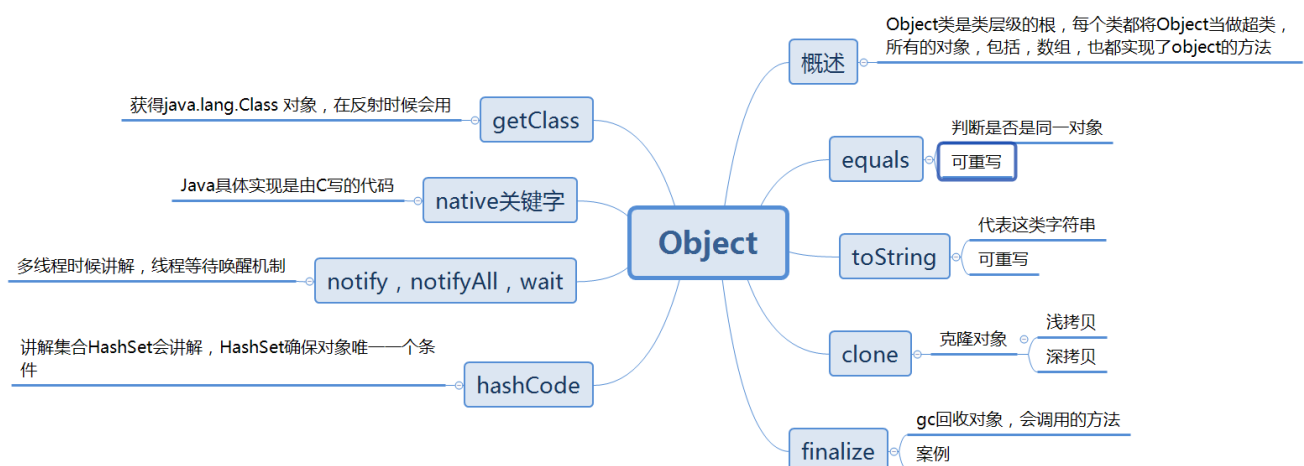 Object
概述
Object类是类层级的根，每个类都将Object当做超类，
所有的对象，包括，数组，也都实现了object的方法
equals
判断是否是同一对象
可重写
toString
代表这类字符串
可重写
clone
克隆对象
浅拷贝
深拷贝
finalize
gc回收对象，会调用的方法
案例
getClass
获得java.lang.Class 对象，在反射时候会用
native关键字
Java具体实现是由C写的代码
notify，notifyAll，wait
多线程时候讲解，线程等待唤醒机制
hashCode
讲解集合HashSet会讲解，HashSet确保对象唯一一个条
件